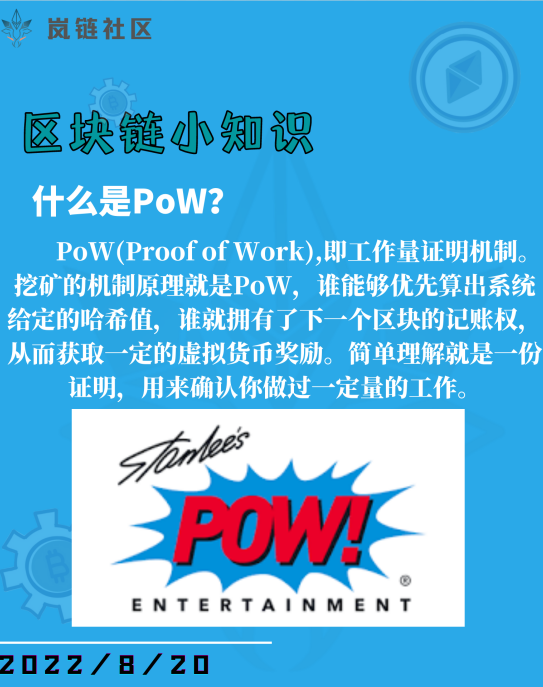 岚链社区
区块链小知识
什么是PoW？
PoW(Proof of Work),即工作量证明机制。
挖矿的机制原理就是PoW，谁能够优先算出系统
给定的哈希值，谁就拥有了下一个区块的记账权，
从而获取一定的虚拟货币奖励。简单理解就是一份
证明，用来确认你做过一定量的工作。
Stan Lee's
POW!
®
ENTERTAINMENT
2022/8/20